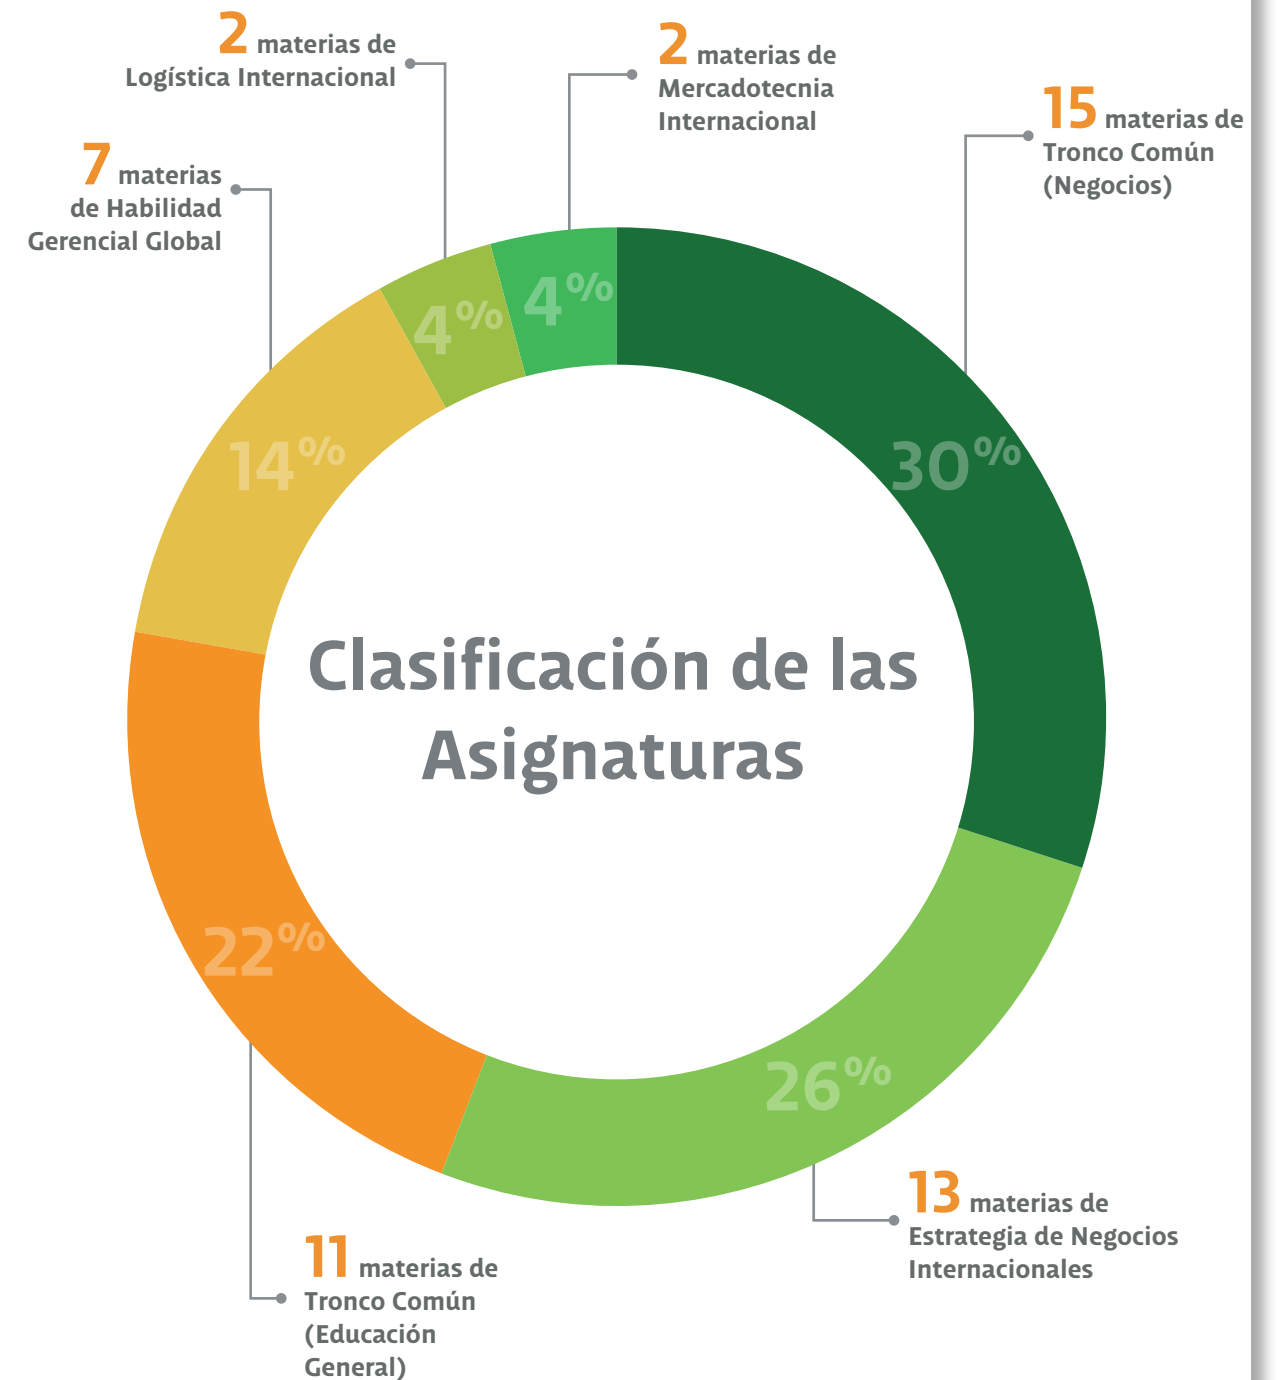 2 materias de
Logística Internacional
2 materias de
Mercadotecnia
Internacional
15 materias de
Tronco Común
(Negocios)
7 materias
de Habilidad
Gerencial Global
4%
4%
14%
30%
Clasificación de las
Asignaturas
22%
26%
13 materias de
Estrategia de Negocios
Internacionales
11 materias de
Tronco Común
(Educación
General)